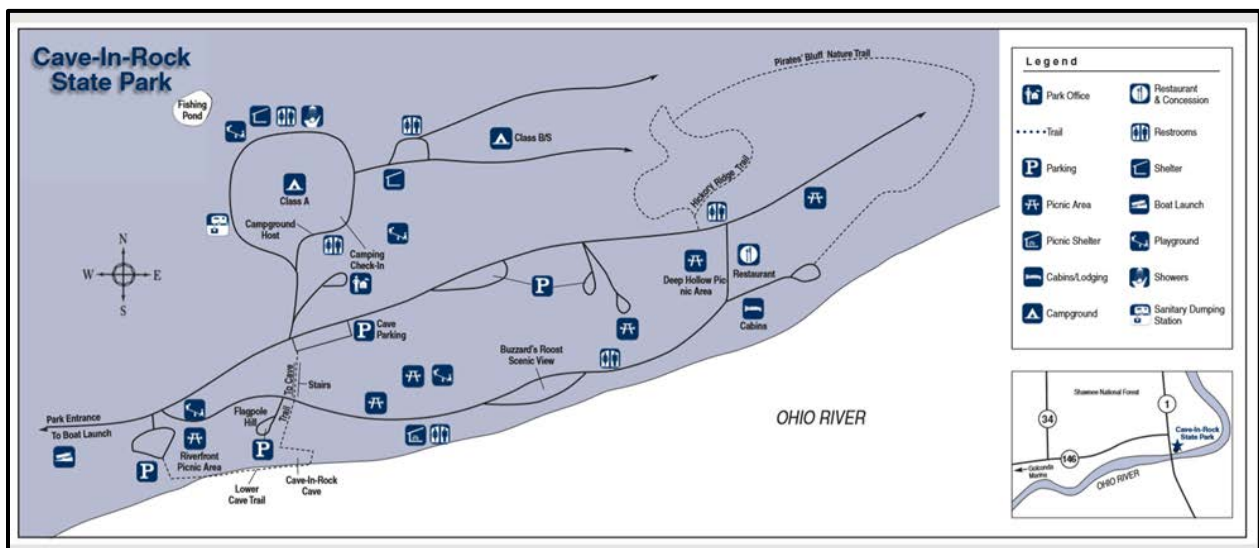 Cave-In-Rock
State Park
Fishing
Pond
Class B/S
Class A
Campground
Host
Camping
Check-In
N
W
E
S
Pirates' Bluff Nature Trail
Hickory Ridge Trail
P
Deep Hollow Pic
nic Area
Restaurant
Cabins
P
Cave
Parking
Buzzard's Roost
Scenic View
Trail To Cave
Stairs
Flagpole
Hill
P
Park Entrance
To Boat Launch
P
Riverfront
Picnic Area
Lower
Cave Trail
Cave-In-Rock
Cave
OHIO RIVER
Legend
Park Office
Trail
P Parking
Picnic Area
Picnic Shelter
Cabins/Lodging
Campground
Restaurant
& Concession
Restrooms
Shelter
Boat Launch
Playground
Showers
Sanitary Dumping
Station
Shawnee National Forest
1
34
Cave-In-Rock
State Park
146
Golconda
Marina
OHIO RIVER